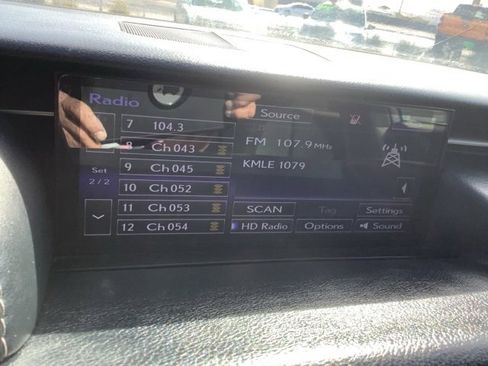 Radio
Source
7 104.3
8 Ch 043
FM 107.9 MHz
9 Ch 045
KMLE 1079
Set
2/2
10 Ch 052
11 Ch 053
SCAN Tag Settings
12 Ch 054
HD Radio Options Sound